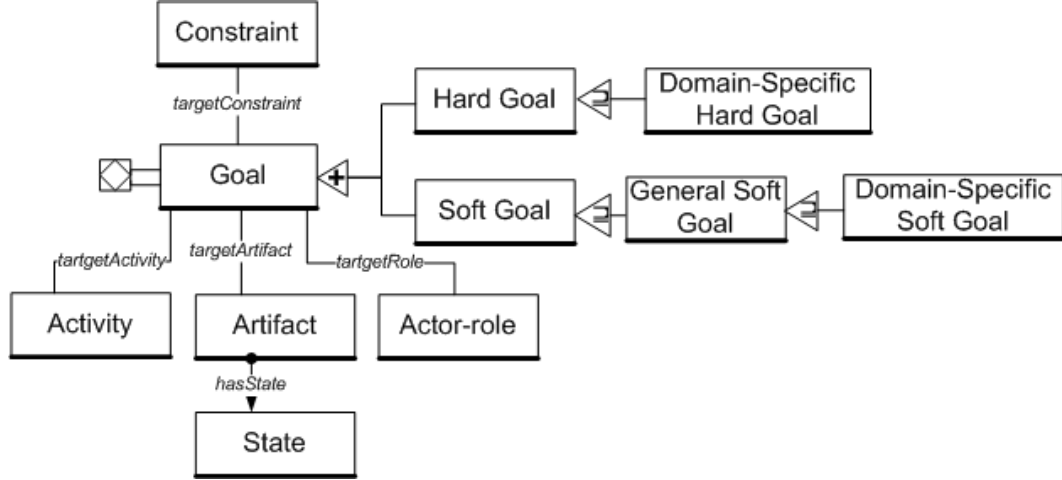 Constraint
targetConstraint
Hard Goal
Domain-Specific
Hard Goal
Goal
Soft Goal
General Soft
Goal
Domain-Specific
Soft Goal
tartgetActivity
targetArtifact
tartgetRole
Activity
Artifact
Actor-role
hasState
State